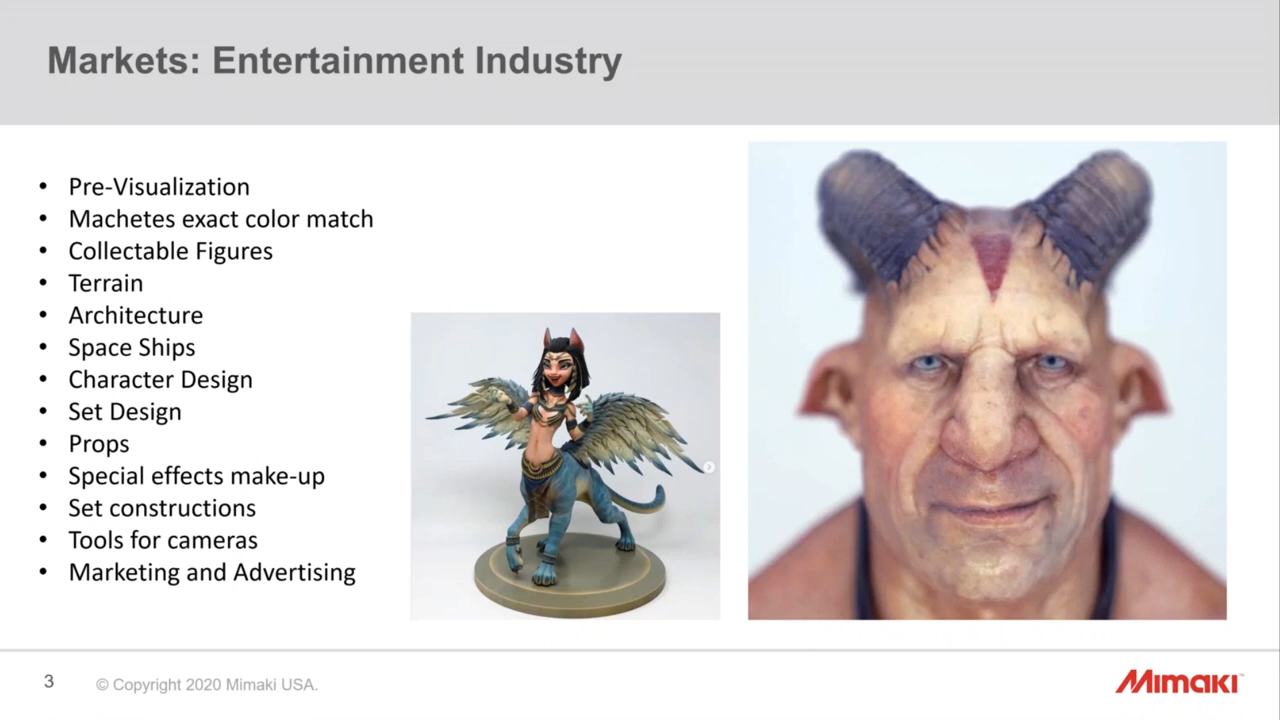 Markets: Entertainment Industry
• Pre-Visualization
• Machetes exact color match
• Collectable Figures
• Terrain
• Architecture
• Space Ships
• Character Design
• Set Design
• Props
• Special effects make-up
• Set constructions
• Tools for cameras
• Marketing and Advertising
3
© Copyright 2020 Mimaki USA.
Mimaki™